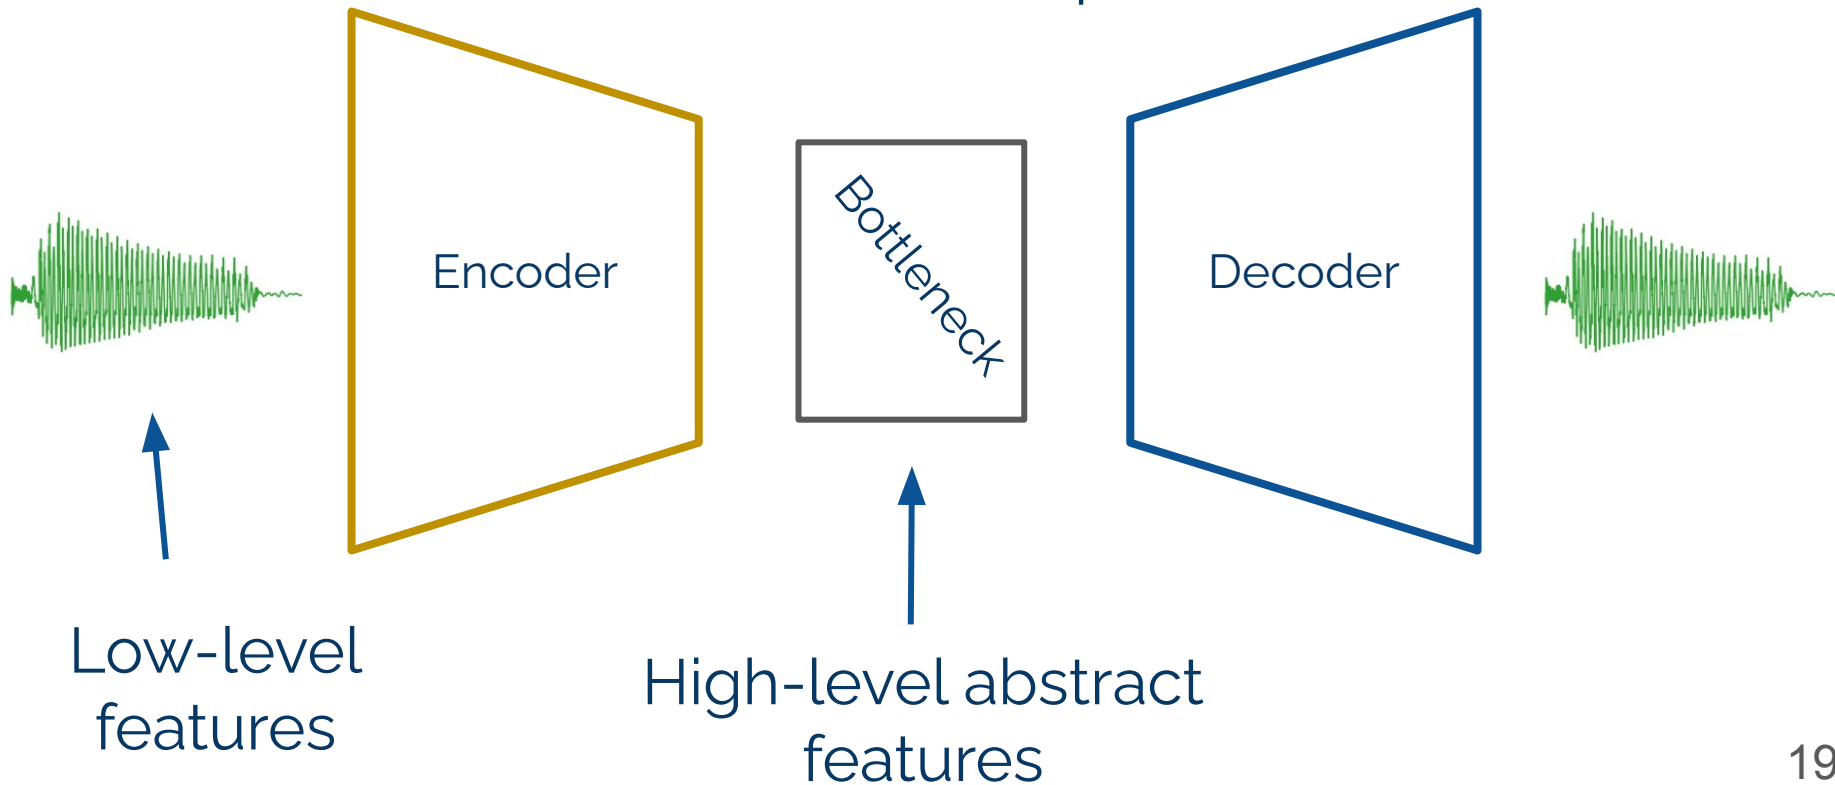 Encoder
Bottleneck
Decoder
Low-level
features
High-level abstract
features
19